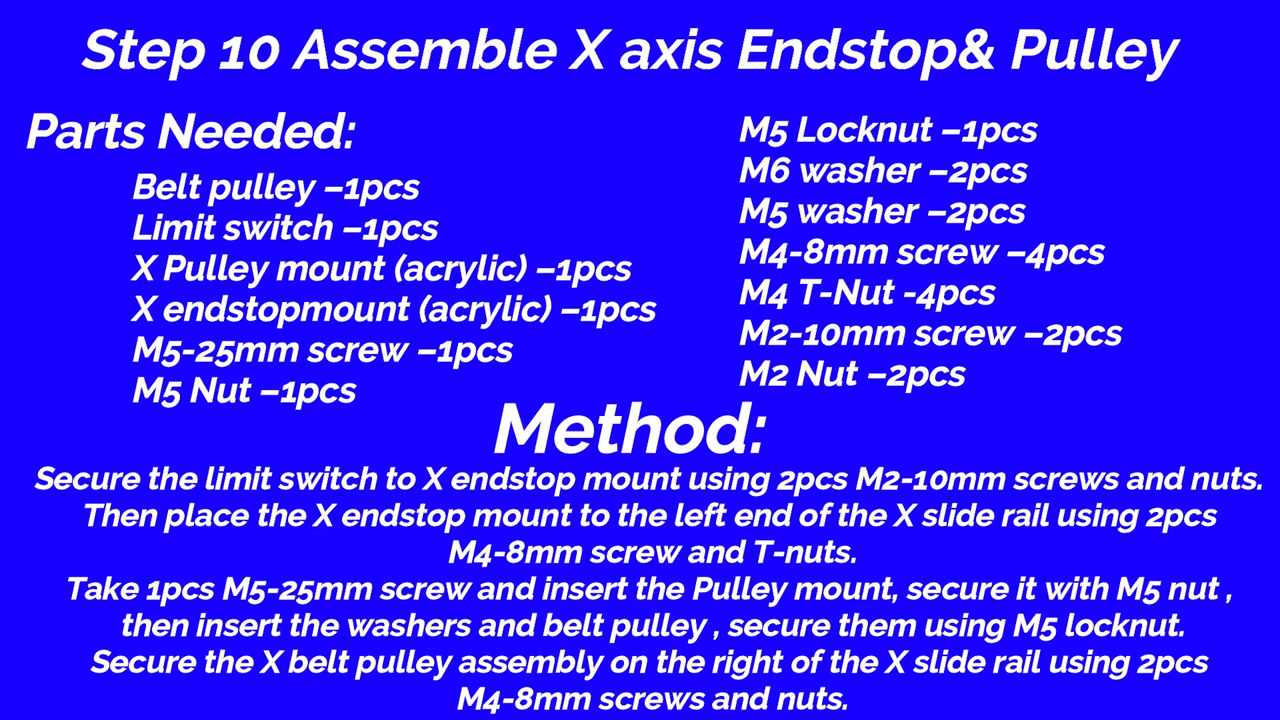 Step 10 Assemble X axis Endstop& Pulley
Parts Needed:
Belt pulley –1pcs
Limit switch –1pcs
X Pulley mount (acrylic) –1pcs
X endstopmount (acrylic) –1pcs
M5-25mm screw –1pcs
M5 Nut –1pcs
M5 Locknut –1pcs
M6 washer –2pcs
M5 washer –2pcs
M4-8mm screw –4pcs
M4 T-Nut -4pcs
M2-10mm screw –2pcs
M2 Nut –2pcs
Method:
Secure the limit switch to X endstop mount using 2pcs M2-10mm screws and nuts.
Then place the X endstop mount to the left end of the X slide rail using 2pcs
M4-8mm screw and T-nuts.
Take 1pcs M5-25mm screw and insert the Pulley mount, secure it with M5 nut ,
then insert the washers and belt pulley , secure them using M5 locknut.
Secure the X belt pulley assembly on the right of the X slide rail using 2pcs
M4-8mm screws and nuts.